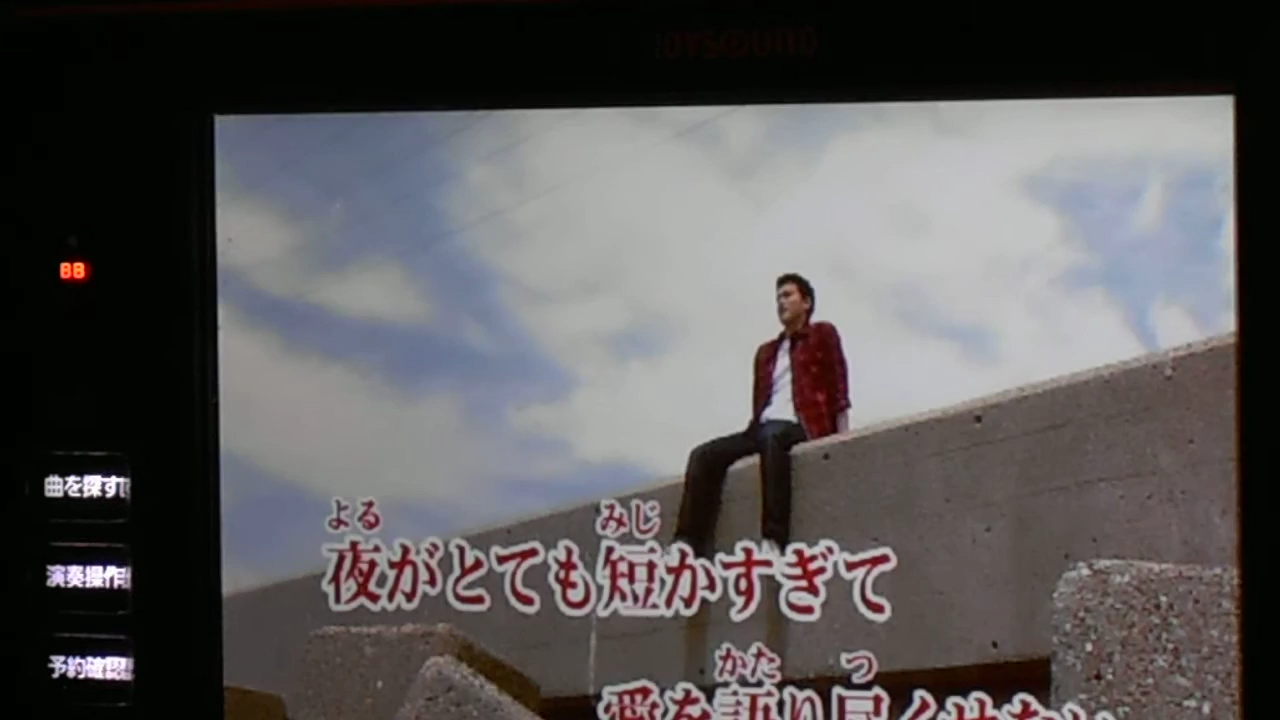 JOYSOUND
88
曲を探す
演奏操作
予約確認
よる みじ
夜がとても短かすぎて
かた つ
愛を語り尽くせない